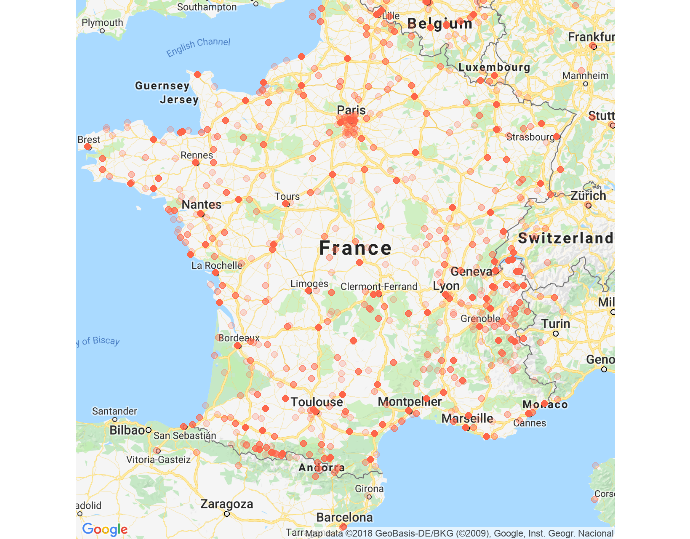 Southampton
Plymouth
Lille
Belgium
English Channel
Frankfur
Luxembourg
Mannheim
Guernsey
Jersey
Paris
Stutt
Brest
Strasbourg
Rennes
Tours
Zürich
Nantes
France
Switzerland
La Rochelle
Geneva
Limoges
Clermont-Ferrand
Lyon
Mil
Grenoble
Turin
y of Biscay
Bordeaux
Geno
Toulouse
Montpellier
Monaco
Santander
Marseille
Cannes
Bilbao
San Sebastián
Vitoria-Gasteiz
Andorra
Girona
Corse
Zaragoza
adolid
Barcelona
Google
Tarr
Map data ©2018 GeoBasis-DE/BKG (©2009), Google, Inst. Geogr. Nacional